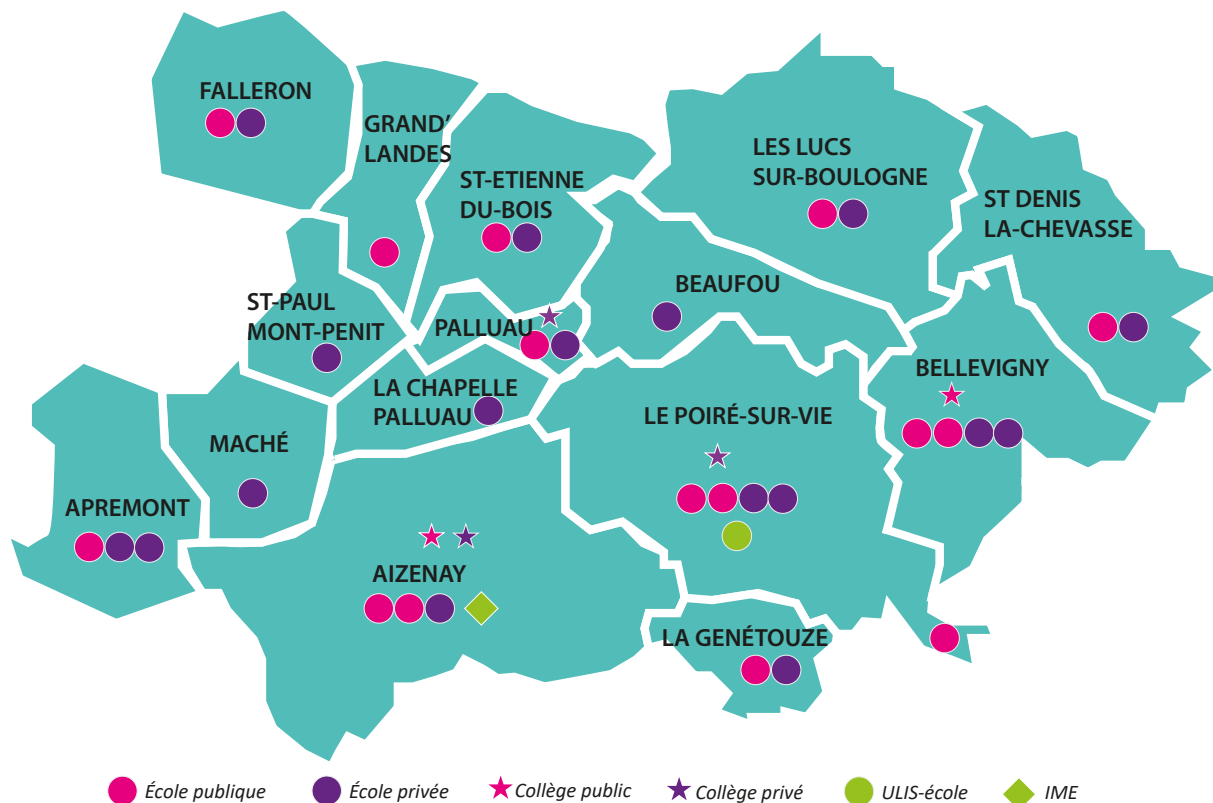 FALLERON
GRAND'
LANDES
ST-ETIENNE
DU-BOIS
LES LUCS
SUR-BOULOGNE
ST DENIS
LA-CHEVASSE
ST-PAUL
MONT-PENIT
PALLUAU
BEAUFOU
BELLEVIGNY
LA CHAPELLE
PALLUAU
LE POIRÉ-SUR-VIE
MACHÉ
APREMONT
AIZENAY
LA GENÉTOUZE
École publique
École privée
Collège public
Collège privé
ULIS-école
IME